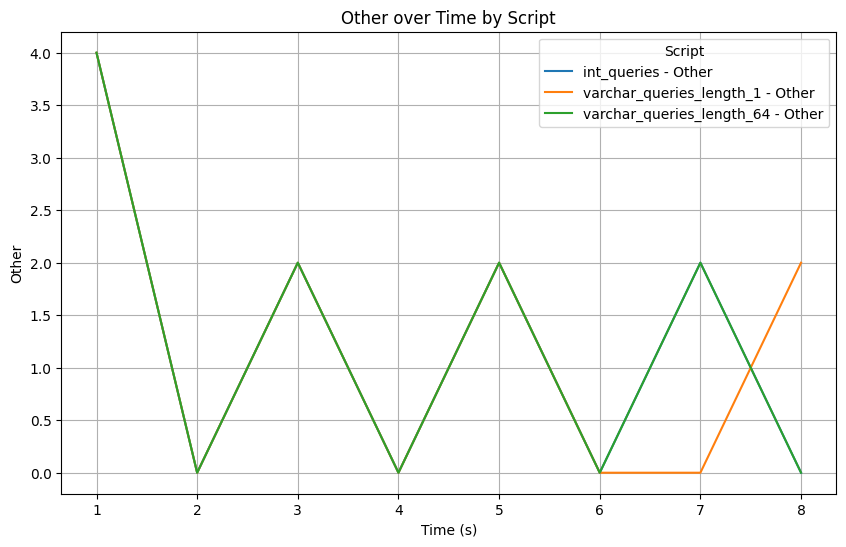 Other over Time by Script
Script
int_queries - Other
varchar_queries_length_1 - Other
varchar_queries_length_64 - Other
Other
4.0
3.5
3.0
2.5
2.0
1.5
1.0
0.5
0.0
1 2 3 4 5 6 7 8
Time (s)